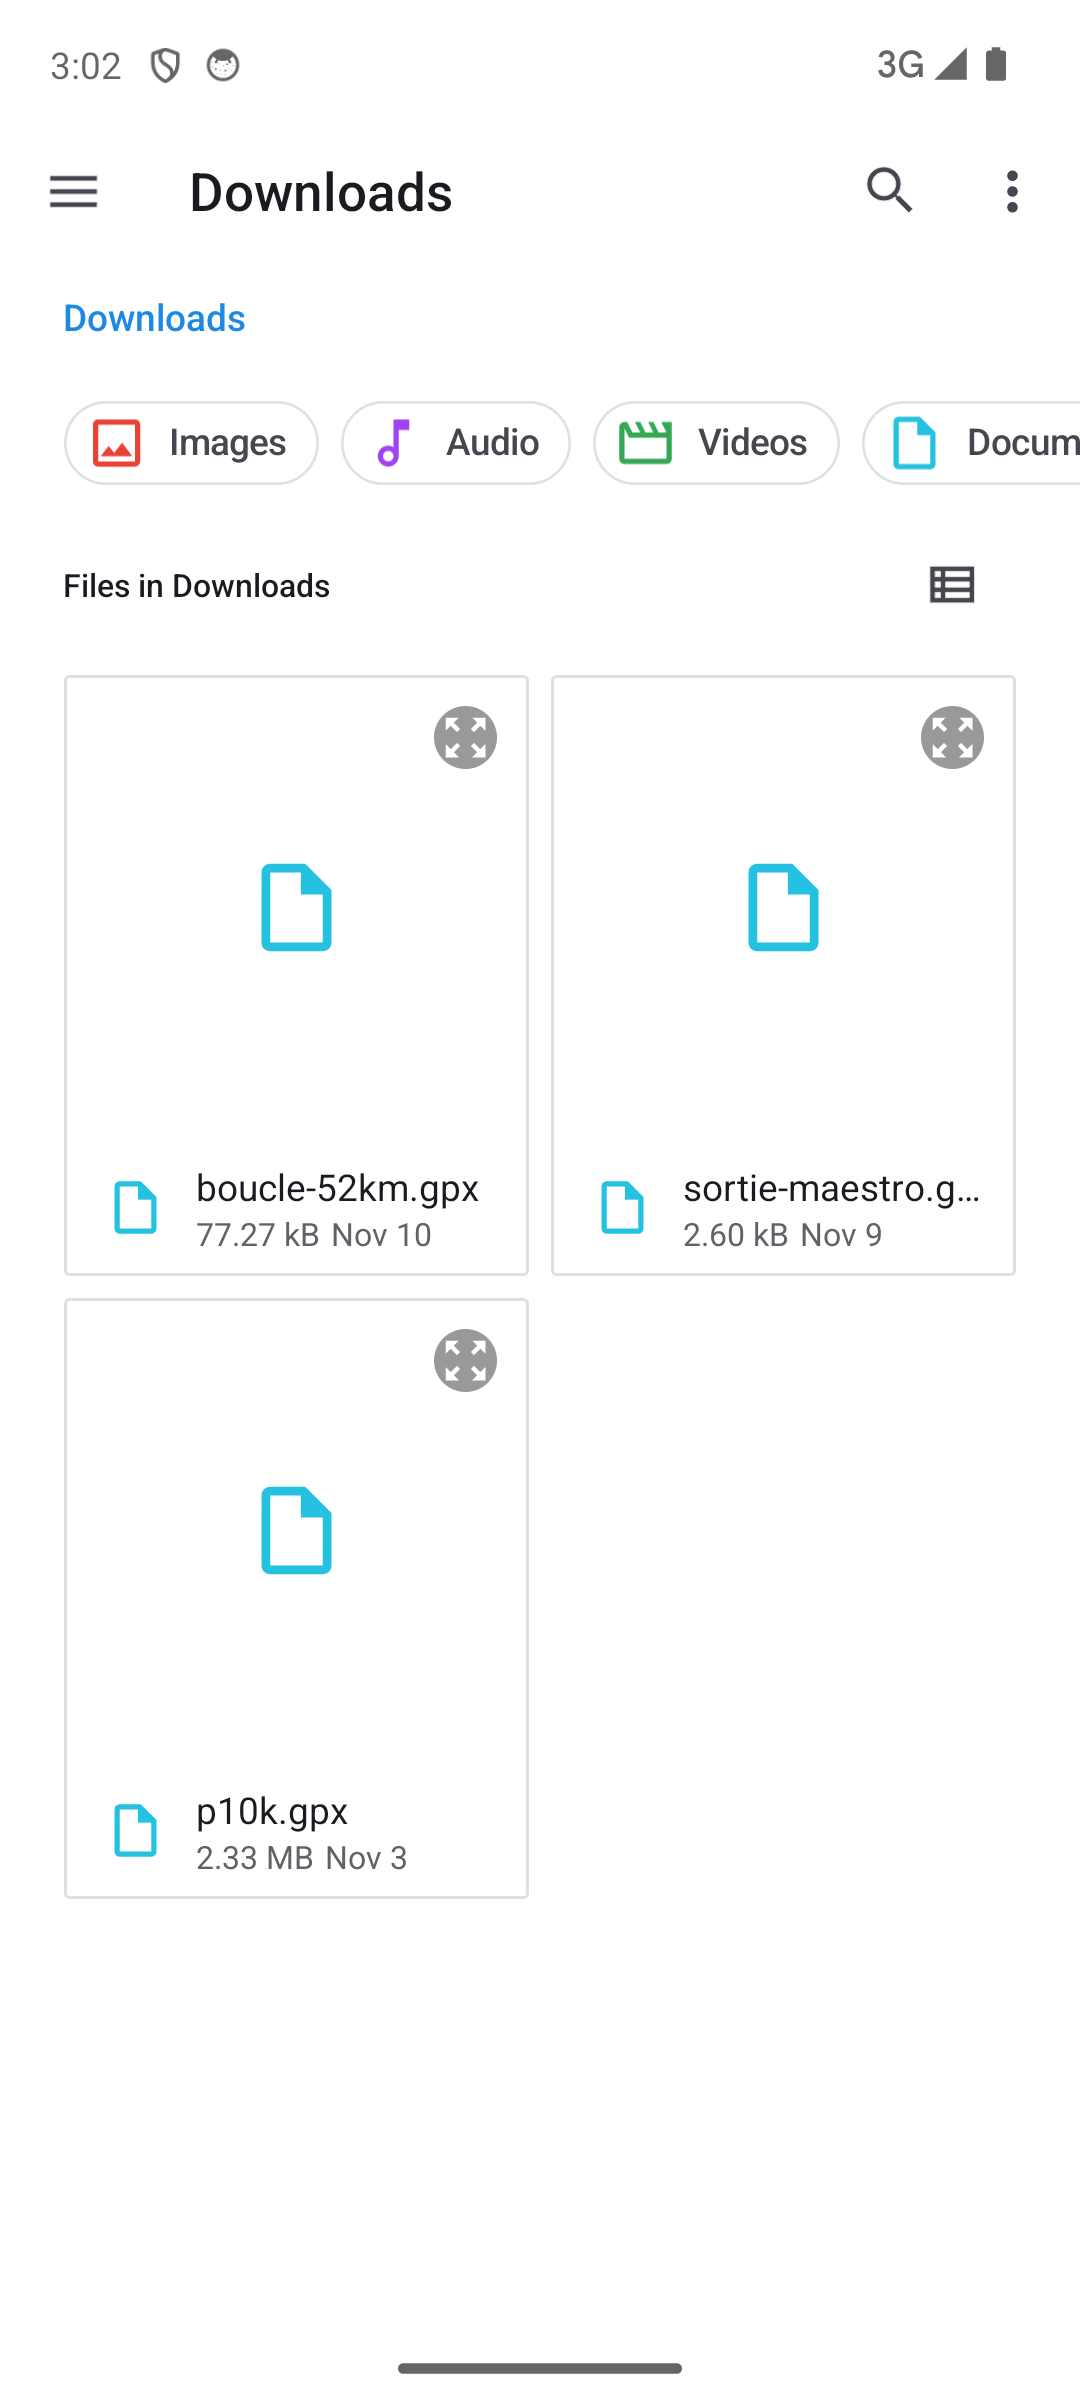 3:02
3G
Downloads
Downloads
Images
Audio
Videos
Docum
Files in Downloads
boucle-52km.gpx
77.27 kB Nov 10
sortie-maestro.g…
2.60 kB Nov 9
p10k.gpx
2.33 MB Nov 3